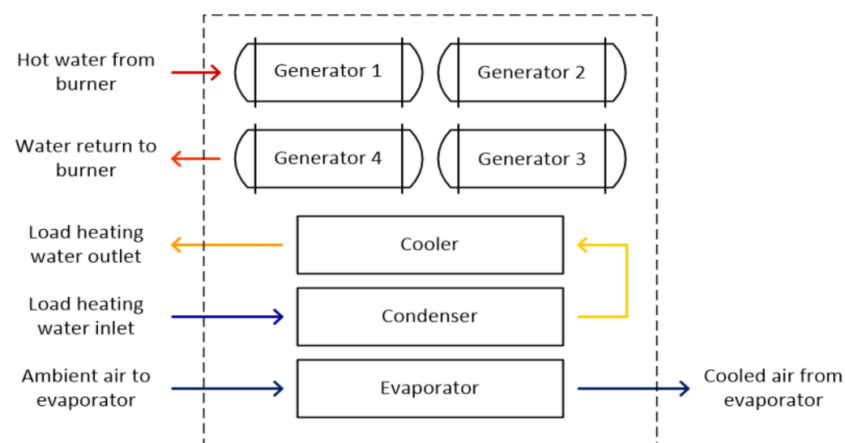 Hot water from
burner
Generator 1
Generator 2
Water return to
burner
Generator 4
Generator 3
Load heating
water outlet
Cooler
Load heating
water inlet
Condenser
Ambient air to
evaporator
Evaporator
Cooled air from
evaporator